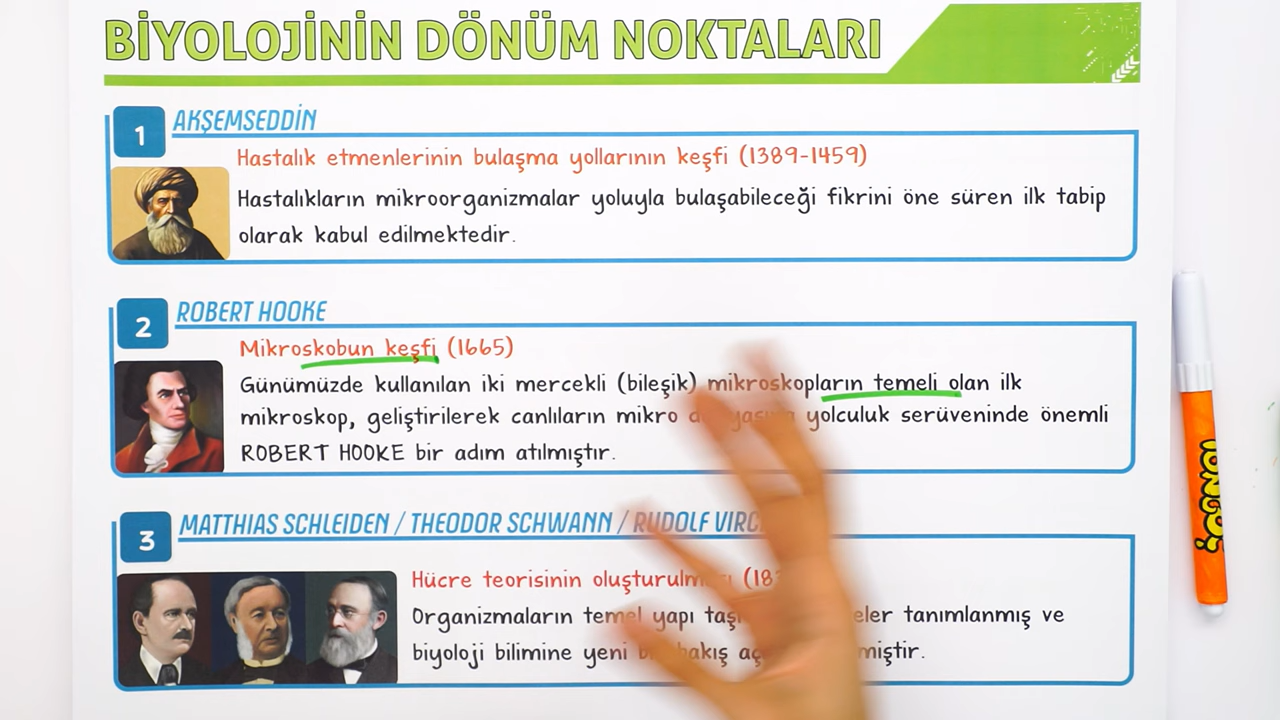 BİYOLOJİNİN DÖNÜM NOKTALARI
1 AKŞEMSEDDİN
Hastalık etmenlerinin bulaşma yollarının keşfi (1389-1459)
Hastalıkların mikroorganizmalar yoluyla bulaşabileceği fikrini öne süren ilk tabip
olarak kabul edilmektedir.
2 ROBERT HOOKE
Mikroskobun keşfi (1665)
Günümüzde kullanılan iki mercekli (bileşik) mikroskopların temeli olan ilk
mikroskop, geliştirilerek canlıların mikro yolculuk serüveninde önemli
ROBERT HOOKE bir adım atılmıştır.
3 MATTHIAS SCHLEIDEN / THEODOR SCHWANN / RUDOLF
Hücre teorisinin
Organizmaların temel yapı tanımlanmış ve
biyoloji bilimine yeni bakış